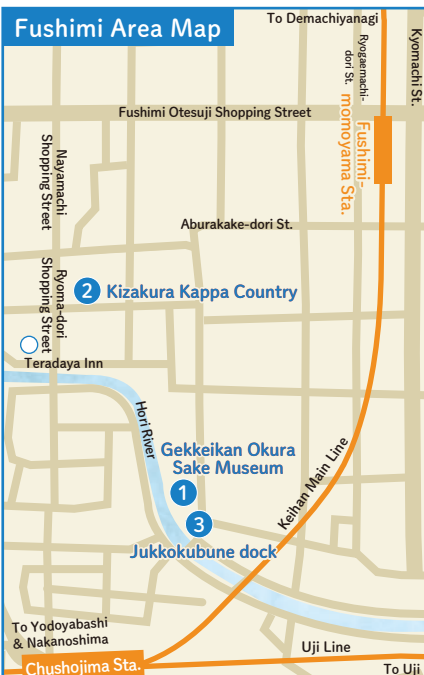 Fushimi Area Map
To Demachiyanagi
Ryogaemachi-
dori St.
Kyomachi St.
Fushimi Otesuji Shopping Street
Fushimi-
momoyama Sta.
Nayamachi
Shopping Street
Aburakake-dori St.
Ryoma-dori
Shopping Street
2 Kizakura Kappa Country
Teradaya Inn
Hori River
Gekkeikan Okura
Sake Museum
1
3
Jukkokubune dock
Keihan Main Line
To Yodoyabashi
& Nakanoshima
Chushojima Sta.
Uji Line
To Uji